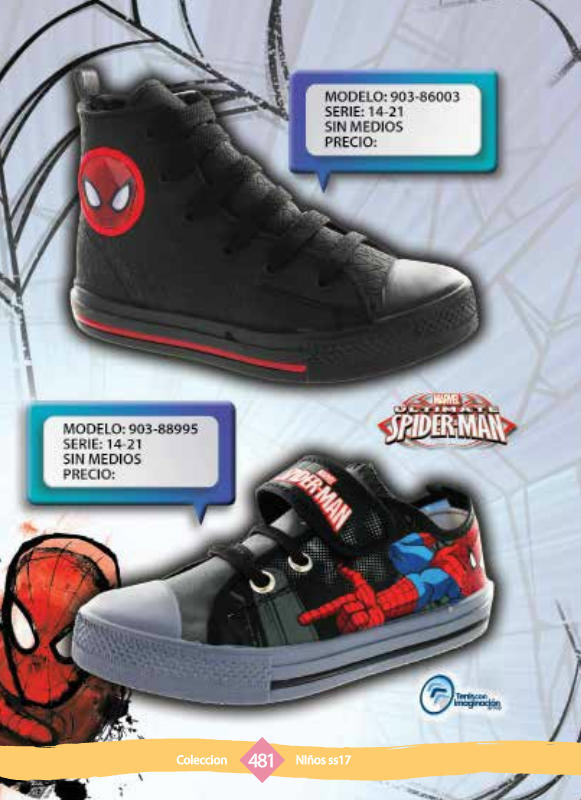 MODELO: 903-86003
SERIE: 14-21
SIN MEDIOS
PRECIO:
MARVEL
ULTIMATE
SPIDER-MAN
MODELO: 903-88995
SERIE: 14-21
SIN MEDIOS
PRECIO:
MARVEL
SPIDER-MAN
Tenis con
Imaginación
Coleccion 481 Niños ss17